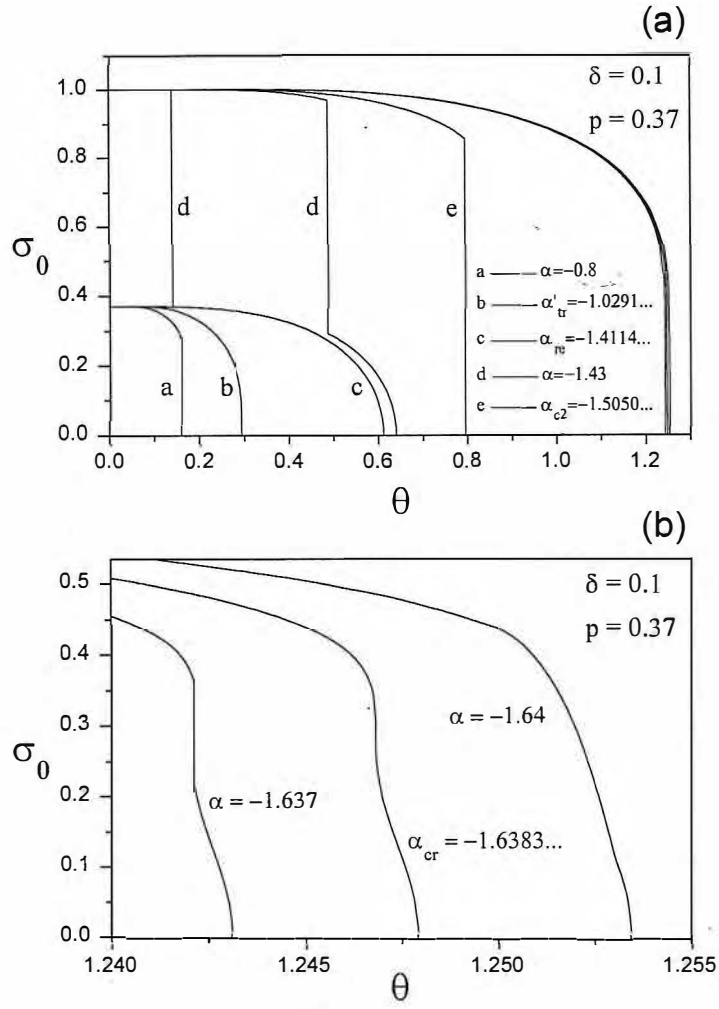 (a)
δ = 0.1
p = 0.37
1.0
0.8
0.6
0.4
0.2
0.0
σ0
d
d
e
a
b
c
a — α=−0.8
b — α'tr=−1.0291...
c — αre=−1.4114...
d — α=−1.43
e — αc2=−1.5050...
0.0 0.2 0.4 0.6 0.8 1.0 1.2
θ
(b)
δ = 0.1
p = 0.37
0.5
0.4
0.3
0.2
0.1
0.0
σ0
α = −1.64
α = −1.637
αcr = −1.6383...
1.240 1.245 1.250 1.255
θ